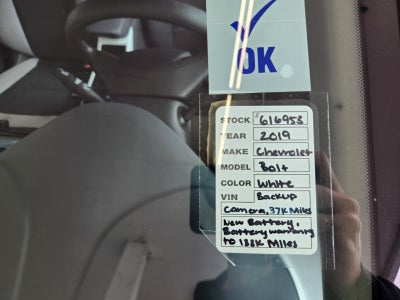 OK
STOCK 616953
YEAR 2019
MAKE Chevrolet
MODEL Bolt
COLOR White
VIN Backup
Camera, 37K Miles
New Battery,
Battery warranty
to 133K Miles